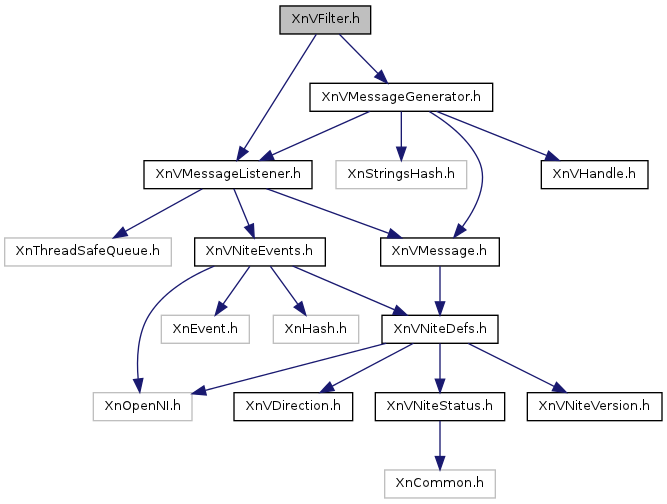 XnVFilter.h
XnVMessageGenerator.h
XnVMessageListener.h
XnStringsHash.h
XnVHandle.h
XnThreadSafeQueue.h
XnVNiteEvents.h
XnVMessage.h
XnEvent.h
XnHash.h
XnVNiteDefs.h
XnOpenNI.h
XnVDirection.h
XnVNiteStatus.h
XnVNiteVersion.h
XnCommon.h